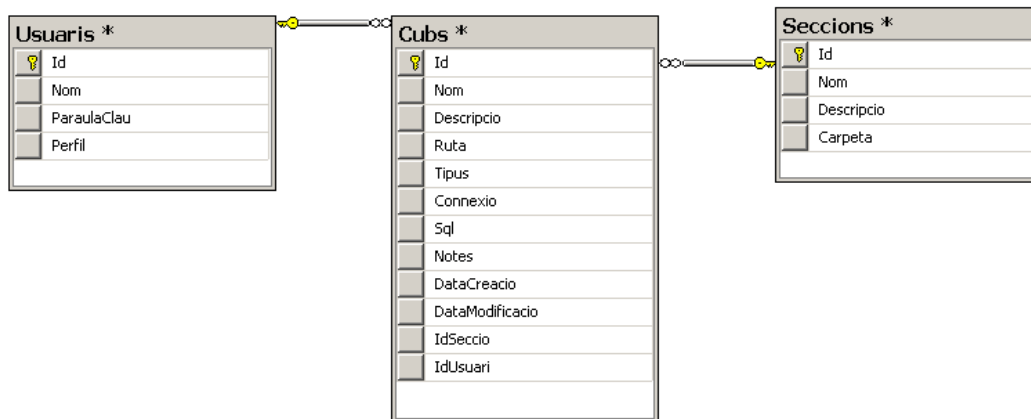 Usuaris *
Id
Nom
ParaulaClau
Perfil
Cubs *
Id
Nom
Descripcio
Ruta
Tipus
Connexio
Sql
Notes
DataCreacio
DataModificacio
IdSeccio
IdUsuari
Seccions *
Id
Nom
Descripcio
Carpeta